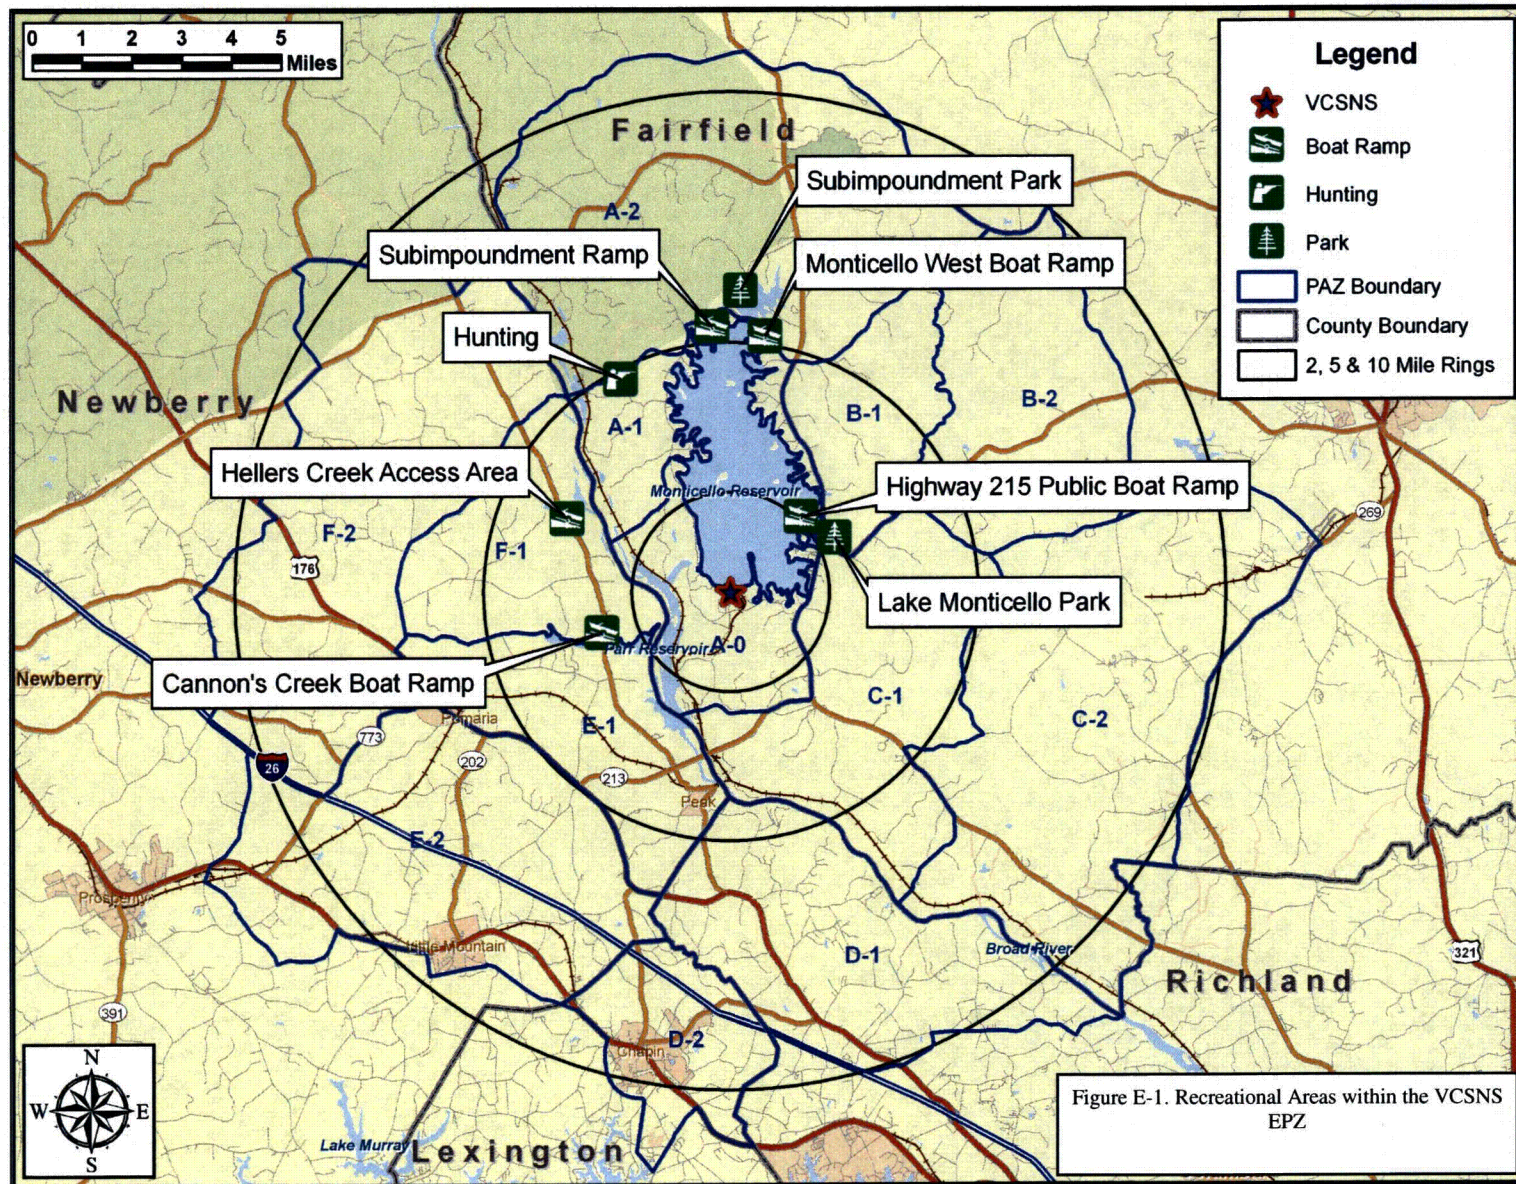 0 1 2 3 4 5
Miles
Legend
VCSNS
Boat Ramp
Hunting
Park
PAZ Boundary
County Boundary
2, 5 & 10 Mile Rings
Fairfield
Subimpoundment Park
A-2
Subimpoundment Ramp
Monticello West Boat Ramp
Hunting
Newberry
B-2
B-1
A-1
Hellers Creek Access Area
Monticello Reservoir
Highway 215 Public Boat Ramp
269
F-2
F-1
176
Lake Monticello Park
A-0
Parr Reservoir
Newberry
Cannon's Creek Boat Ramp
C-1
Pomaria
E-1
C-2
773
202
26
213
Peak
E-2
Prosperity
Little Mountain
D-1
Broad River
321
Richland
391
D-2
Chapin
N
W E
S
Figure E-1. Recreational Areas within the VCSNS
EPZ
Lake Murray
Lexington